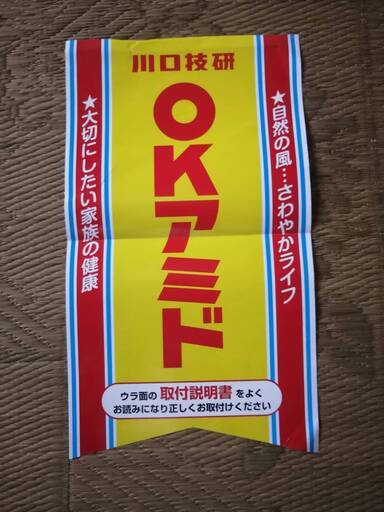 川口技研
OKアミド
★自然の風…さわやかライフ
★大切にしたい家族の健康
ウラ面の取付説明書をよく
お読みになり正しくお取付けください